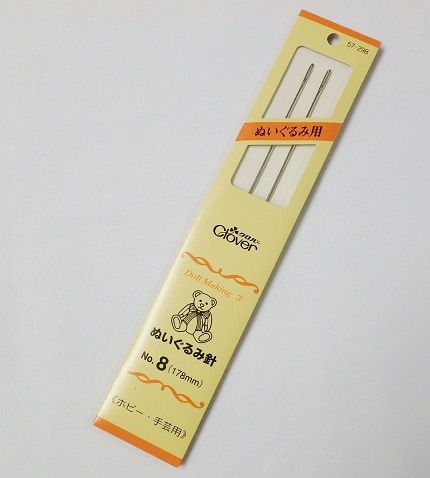 57-298
ぬいぐるみ用
クロバー
Clover
Doll Making 3
ぬいぐるみ針
No. 8 (178mm)
《ホビー・手芸用》